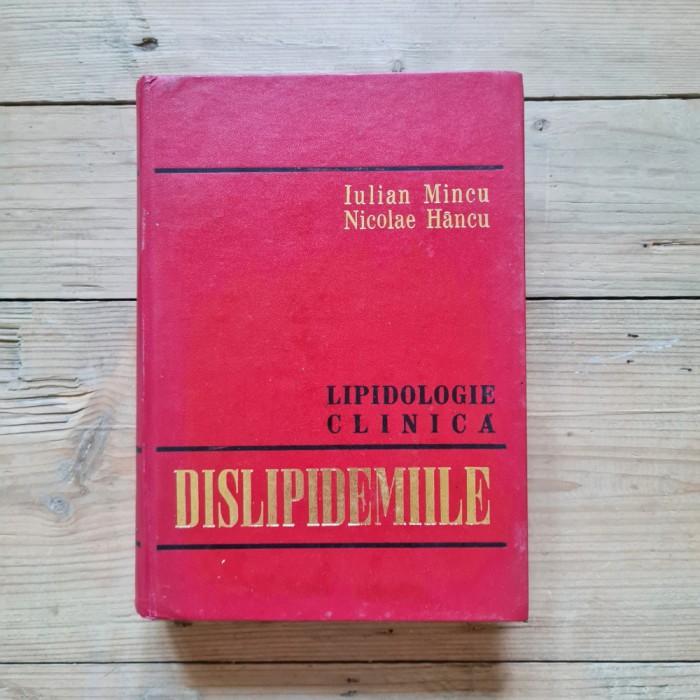 Iulian Mincu
Nicolae Hâncu
LIPIDOLOGIE
CLINICA
DISLIPIDEMIILE